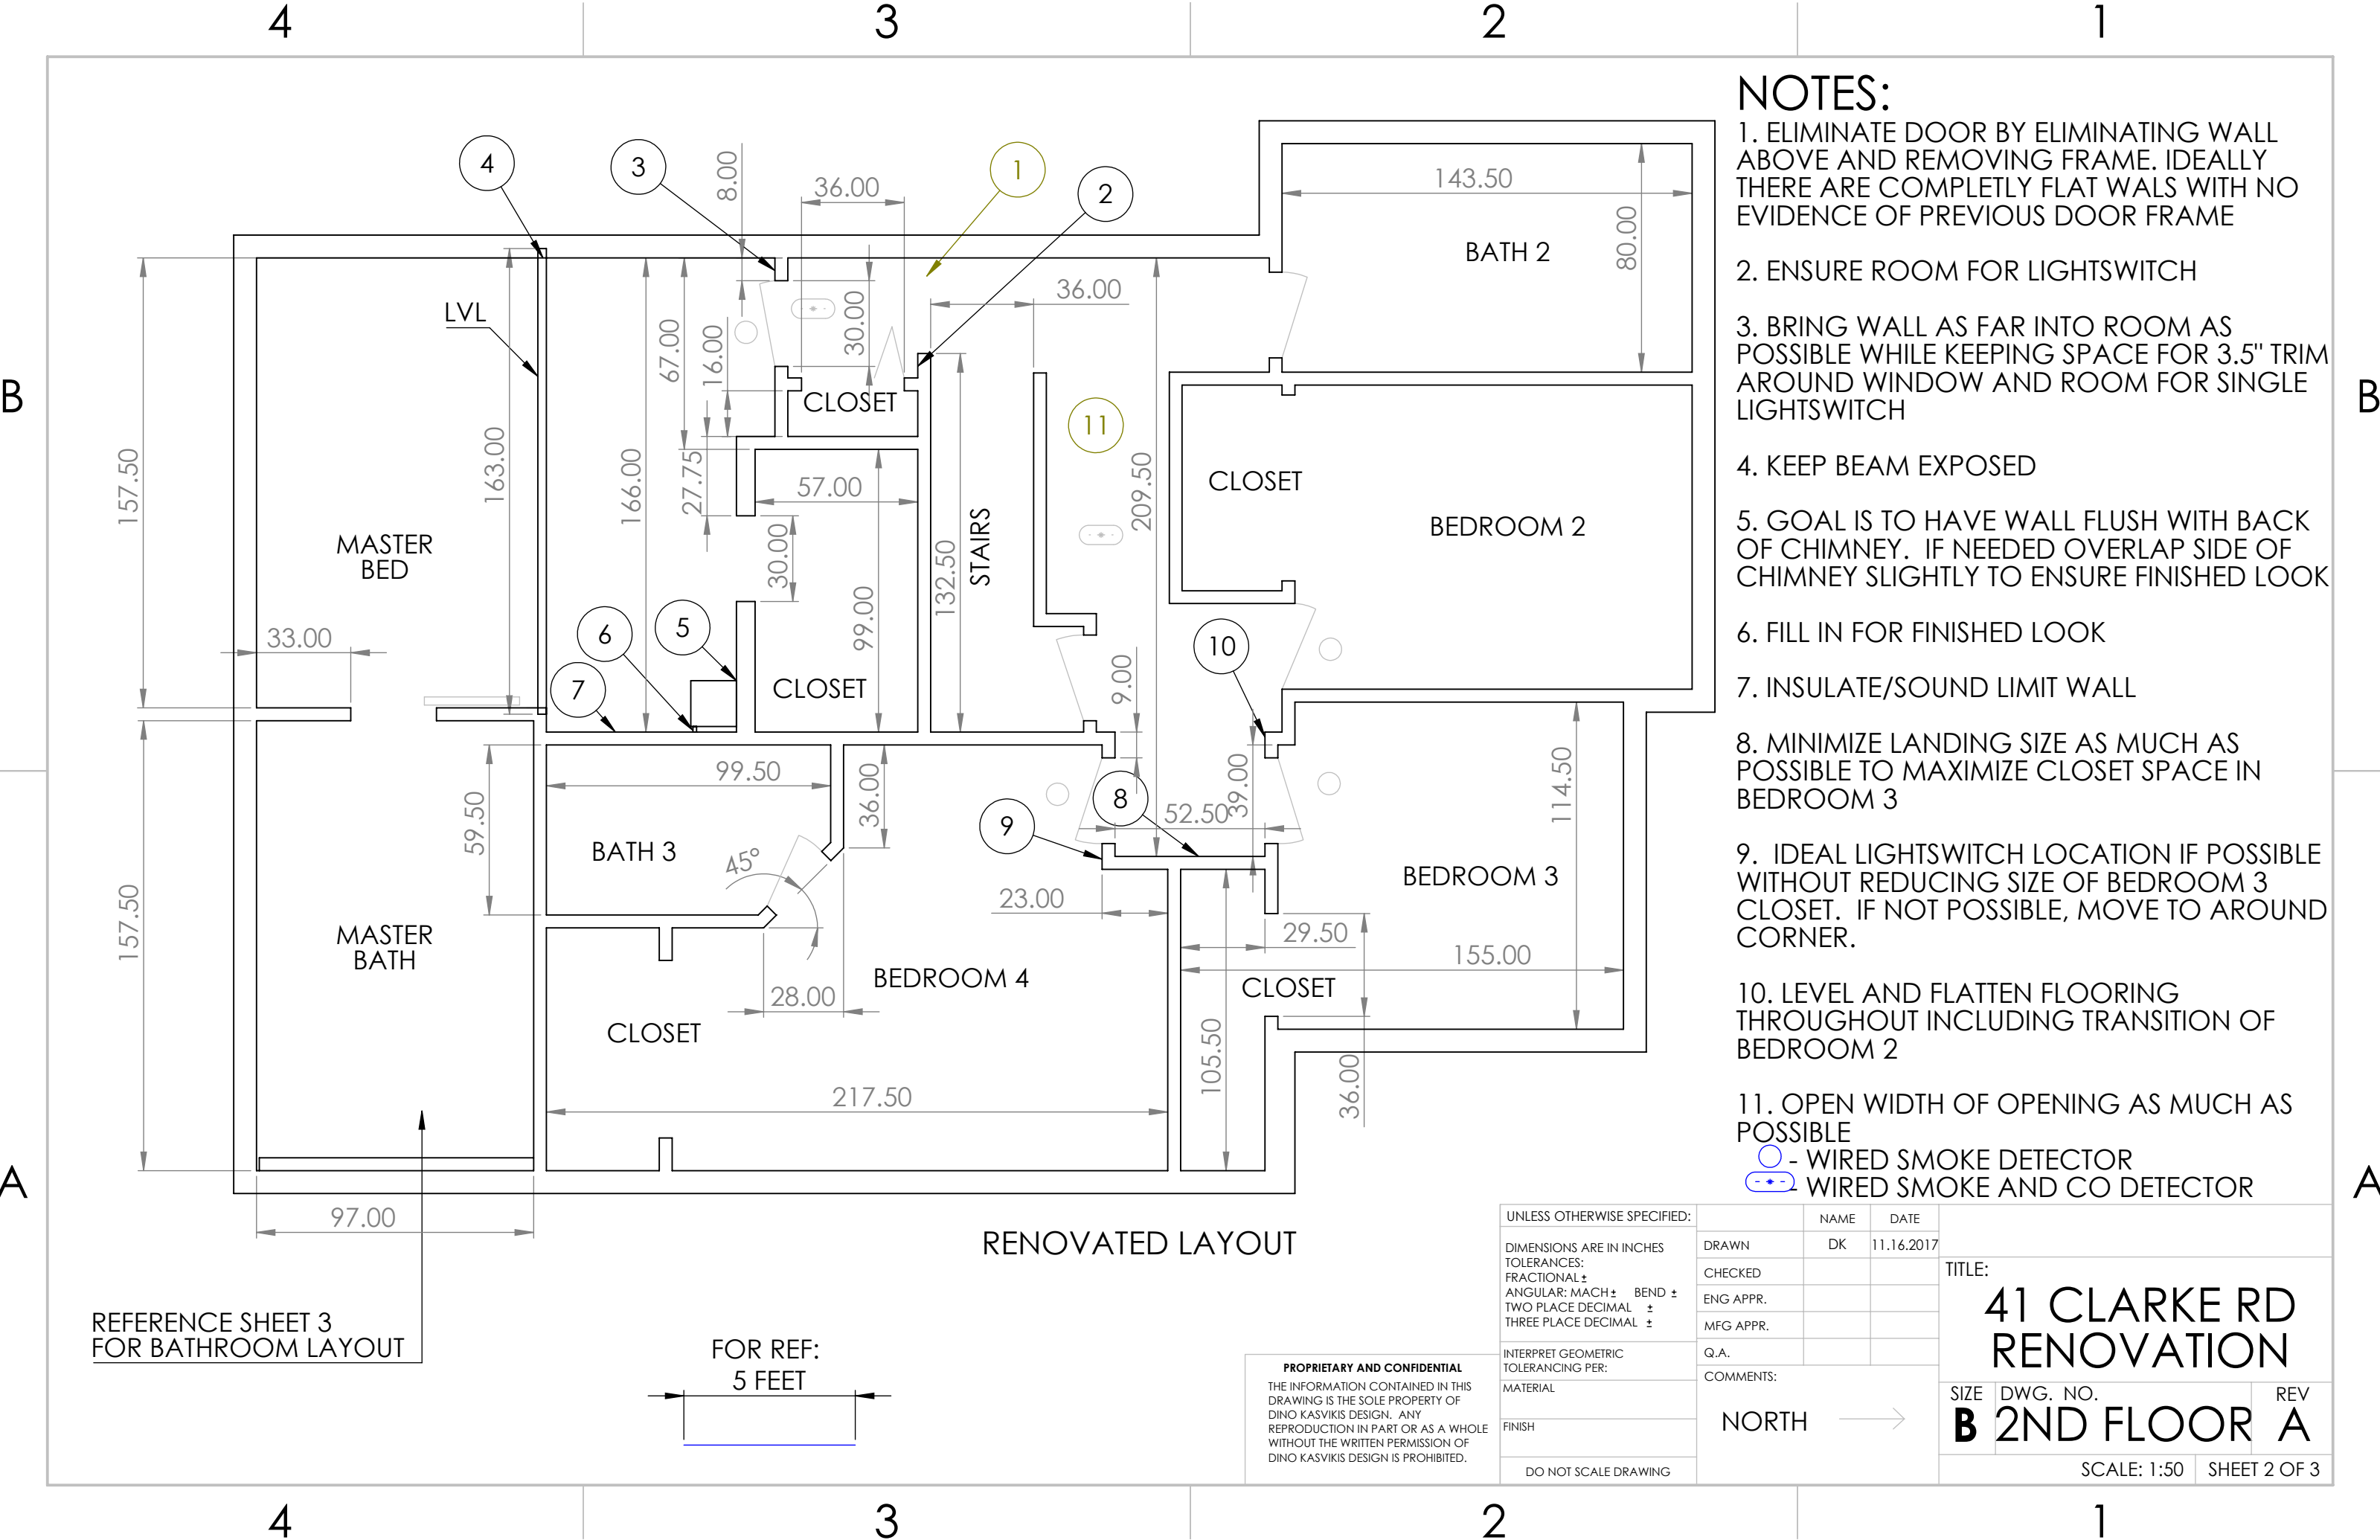 4
3
2
1
B
B
A
A
NOTES:
1. ELIMINATE DOOR BY ELIMINATING WALL
ABOVE AND REMOVING FRAME. IDEALLY
THERE ARE COMPLETLY FLAT WALS WITH NO
EVIDENCE OF PREVIOUS DOOR FRAME
2. ENSURE ROOM FOR LIGHTSWITCH
3. BRING WALL AS FAR INTO ROOM AS
POSSIBLE WHILE KEEPING SPACE FOR 3.5" TRIM
AROUND WINDOW AND ROOM FOR SINGLE
LIGHTSWITCH
4. KEEP BEAM EXPOSED
5. GOAL IS TO HAVE WALL FLUSH WITH BACK
OF CHIMNEY. IF NEEDED OVERLAP SIDE OF
CHIMNEY SLIGHTLY TO ENSURE FINISHED LOOK
6. FILL IN FOR FINISHED LOOK
7. INSULATE/SOUND LIMIT WALL
8. MINIMIZE LANDING SIZE AS MUCH AS
POSSIBLE TO MAXIMIZE CLOSET SPACE IN
BEDROOM 3
9. IDEAL LIGHTSWITCH LOCATION IF POSSIBLE
WITHOUT REDUCING SIZE OF BEDROOM 3
CLOSET. IF NOT POSSIBLE, MOVE TO AROUND
CORNER.
10. LEVEL AND FLATTEN FLOORING
THROUGHOUT INCLUDING TRANSITION OF
BEDROOM 2
11. OPEN WIDTH OF OPENING AS MUCH AS
POSSIBLE
- WIRED SMOKE DETECTOR
- WIRED SMOKE AND CO DETECTOR
4
3
1
2
8.00
36.00
143.50
80.00
BATH 2
LVL
36.00
30.00
67.00
16.00
CLOSET
11
157.50
163.00
166.00
27.75
57.00
209.50
CLOSET
BEDROOM 2
STAIRS
132.50
30.00
99.00
MASTER
BED
33.00
6
5
7
CLOSET
10
9.00
99.50
36.00
59.50
BATH 3
45°
9
8
52.50
39.00
114.50
BEDROOM 3
23.00
29.50
155.00
157.50
MASTER
BATH
BEDROOM 4
28.00
CLOSET
CLOSET
105.50
36.00
217.50
97.00
RENOVATED LAYOUT
REFERENCE SHEET 3
FOR BATHROOM LAYOUT
FOR REF:
5 FEET
PROPRIETARY AND CONFIDENTIAL
THE INFORMATION CONTAINED IN THIS
DRAWING IS THE SOLE PROPERTY OF
DINO KASVIKIS DESIGN. ANY
REPRODUCTION IN PART OR AS A WHOLE
WITHOUT THE WRITTEN PERMISSION OF
DINO KASVIKIS DESIGN IS PROHIBITED.
UNLESS OTHERWISE SPECIFIED:
DIMENSIONS ARE IN INCHES
TOLERANCES:
FRACTIONAL ±
ANGULAR: MACH ± BEND ±
TWO PLACE DECIMAL ±
THREE PLACE DECIMAL ±
INTERPRET GEOMETRIC
TOLERANCING PER:
MATERIAL
FINISH
DO NOT SCALE DRAWING
NAME DATE
DRAWN DK 11.16.2017
CHECKED
ENG APPR.
MFG APPR.
Q.A.
COMMENTS:
NORTH
TITLE:
41 CLARKE RD
RENOVATION
SIZE DWG. NO. REV
B 2ND FLOOR A
SCALE: 1:50 SHEET 2 OF 3
4
3
2
1